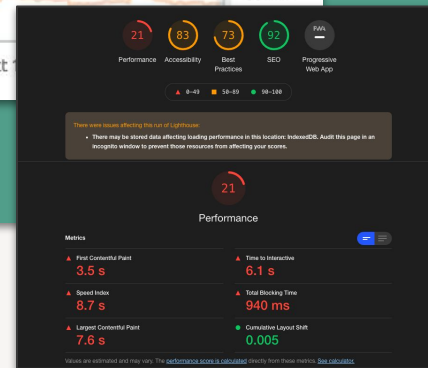 21
83
73
92
PWA
Performance
Accessibility
Best
Practices
SEO
Progressive
Web App
0–49
50–89
90–100
There were issues affecting this run of Lighthouse:
• There may be stored data affecting loading performance in this location: IndexedDB. Audit this page in an
incognito window to prevent those resources from affecting your scores.
21
Performance
Metrics
First Contentful Paint
3.5 s
Time to Interactive
6.1 s
Speed Index
8.7 s
Total Blocking Time
940 ms
Largest Contentful Paint
7.6 s
Cumulative Layout Shift
0.005
Values are estimated and may vary. The performance score is calculated directly from these metrics. See calculator.